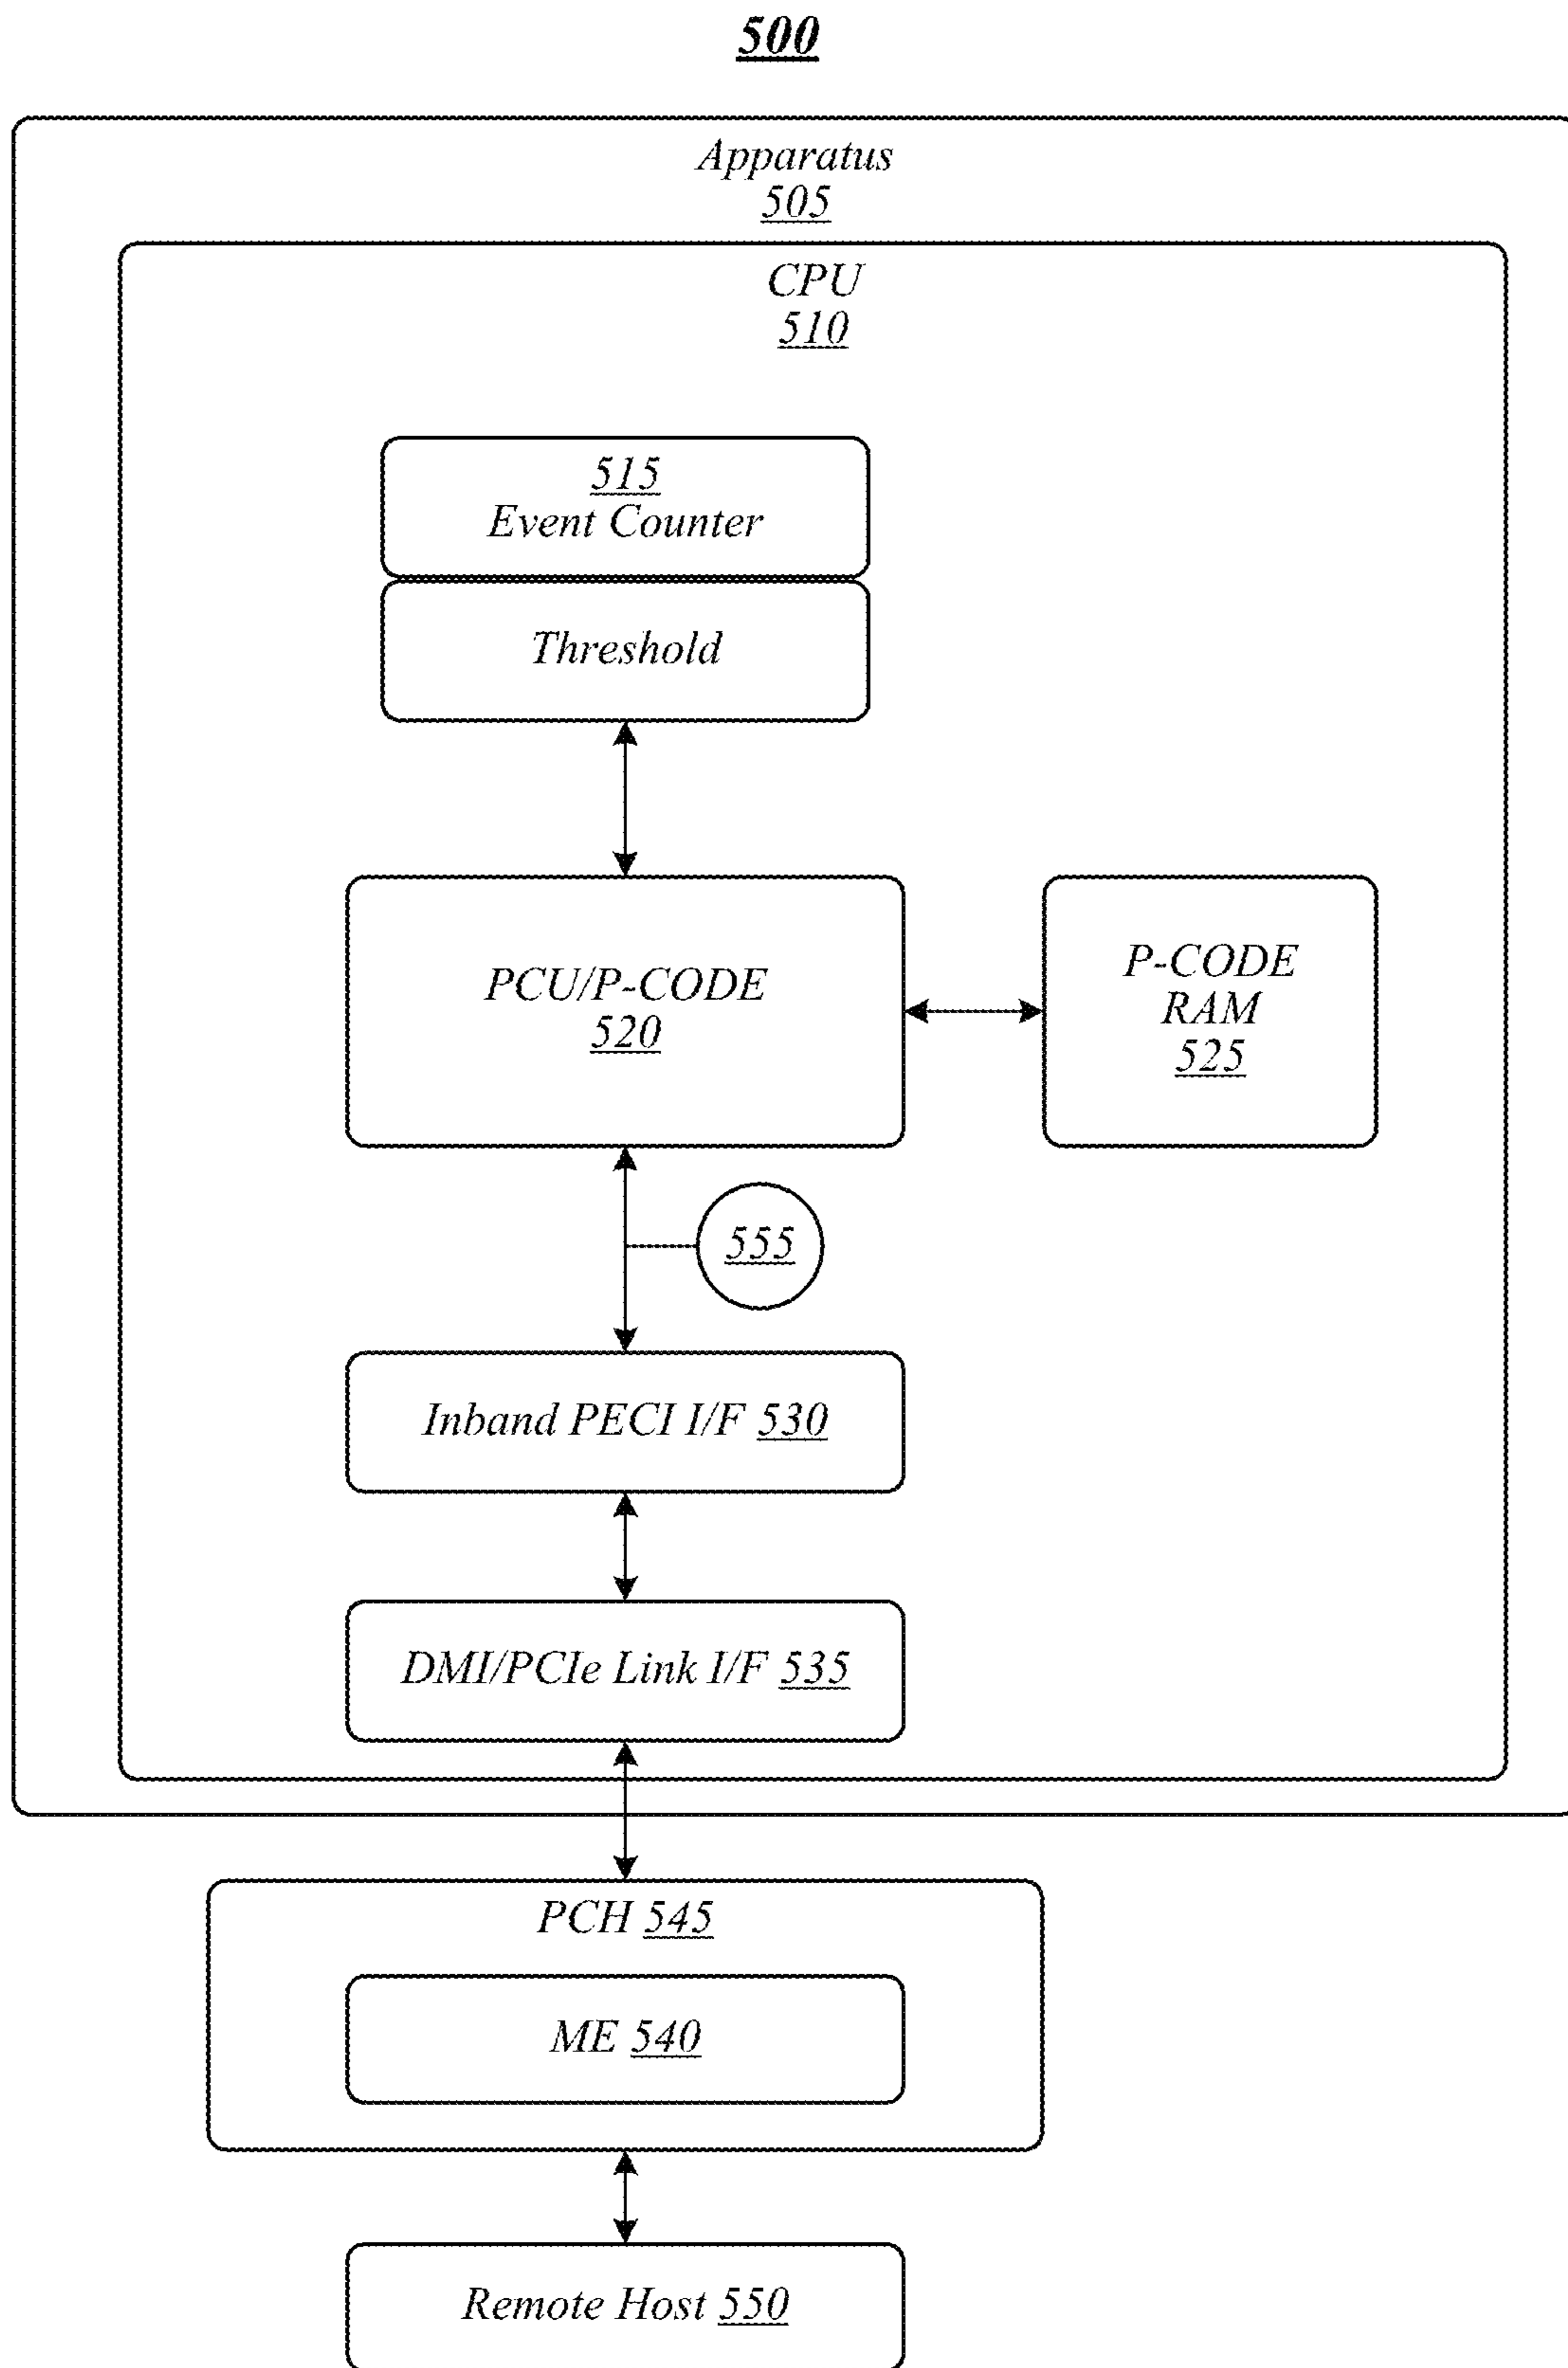 500
Apparatus
505
CPU
510
515
Event Counter
Threshold
PCU/P-CODE
520
P-CODE
RAM
525
555
Inband PECI I/F 530
DMI/PCIe Link I/F 535
PCH 545
ME 540
Remote Host 550